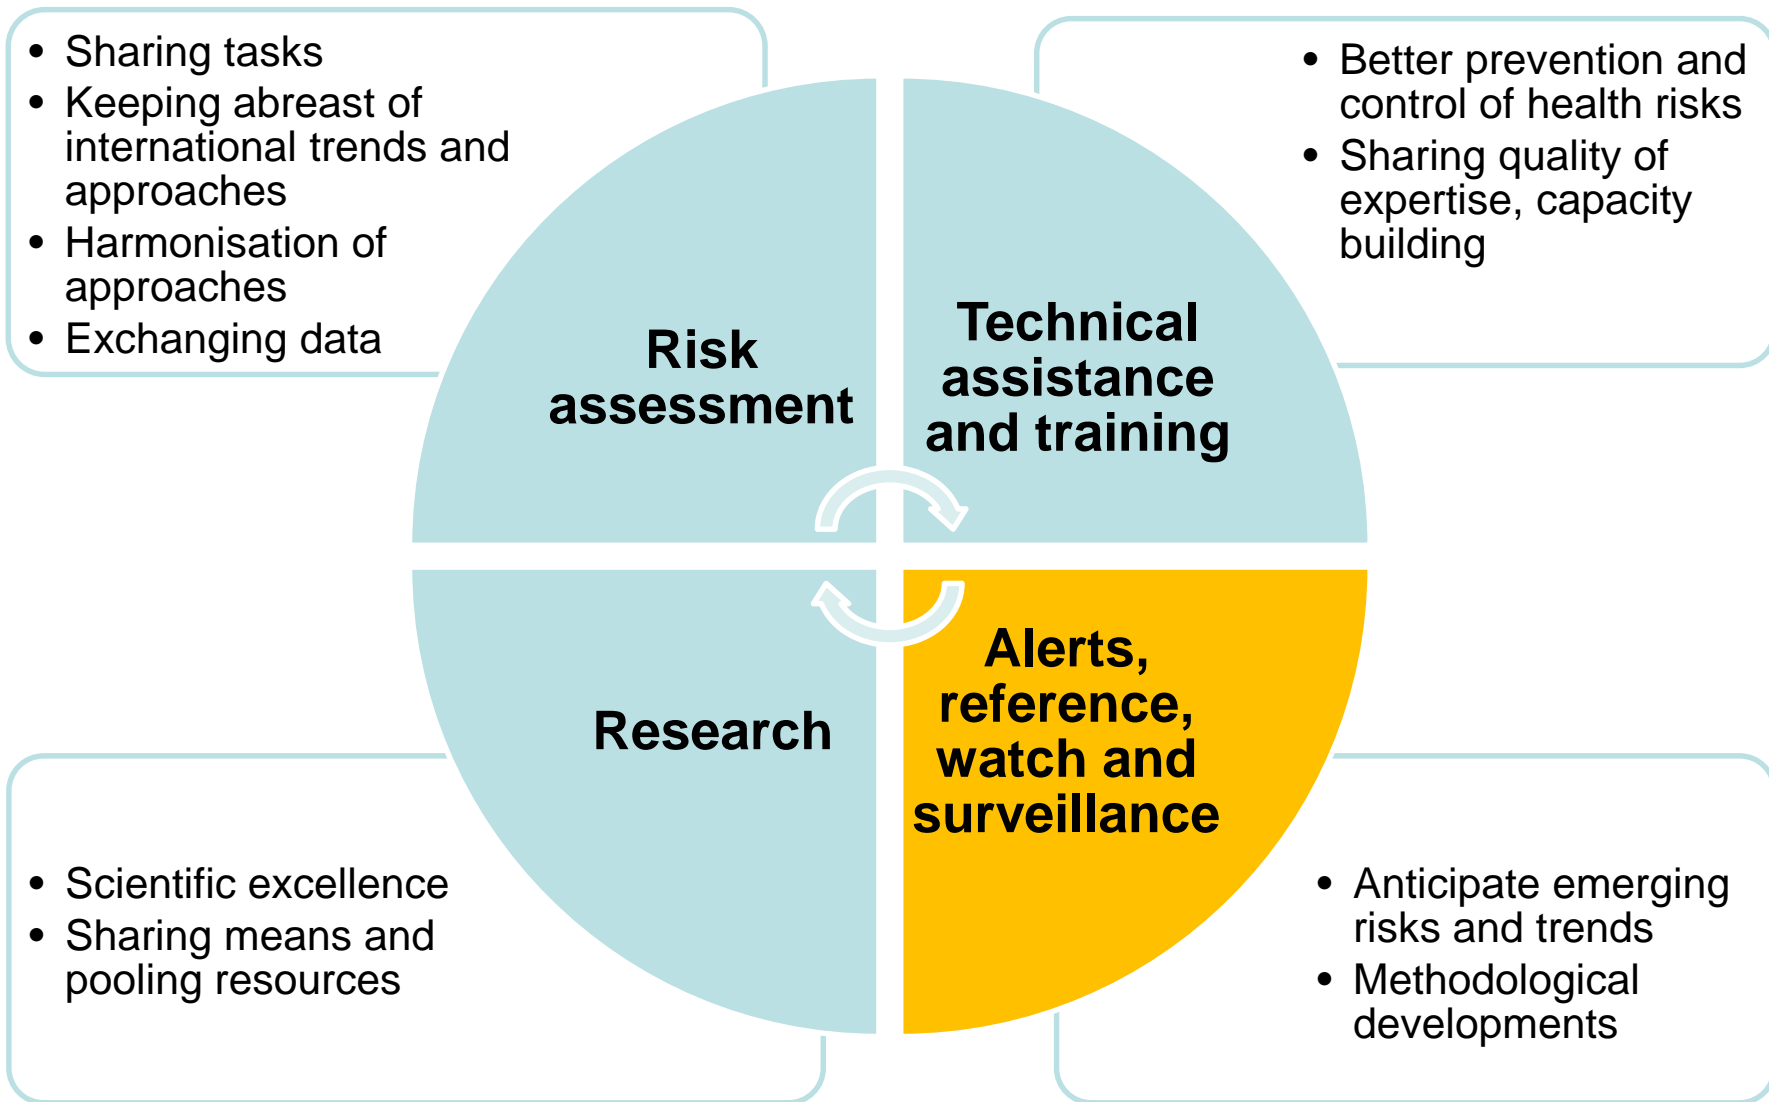 • Sharing tasks
• Keeping abreast of
international trends and
approaches
• Harmonisation of
approaches
• Exchanging data
• Better prevention and
control of health risks
• Sharing quality of
expertise, capacity
building
Risk
assessment
Technical
assistance
and training
Research
Alerts,
reference,
watch and
surveillance
• Scientific excellence
• Sharing means and
pooling resources
• Anticipate emerging
risks and trends
• Methodological
developments